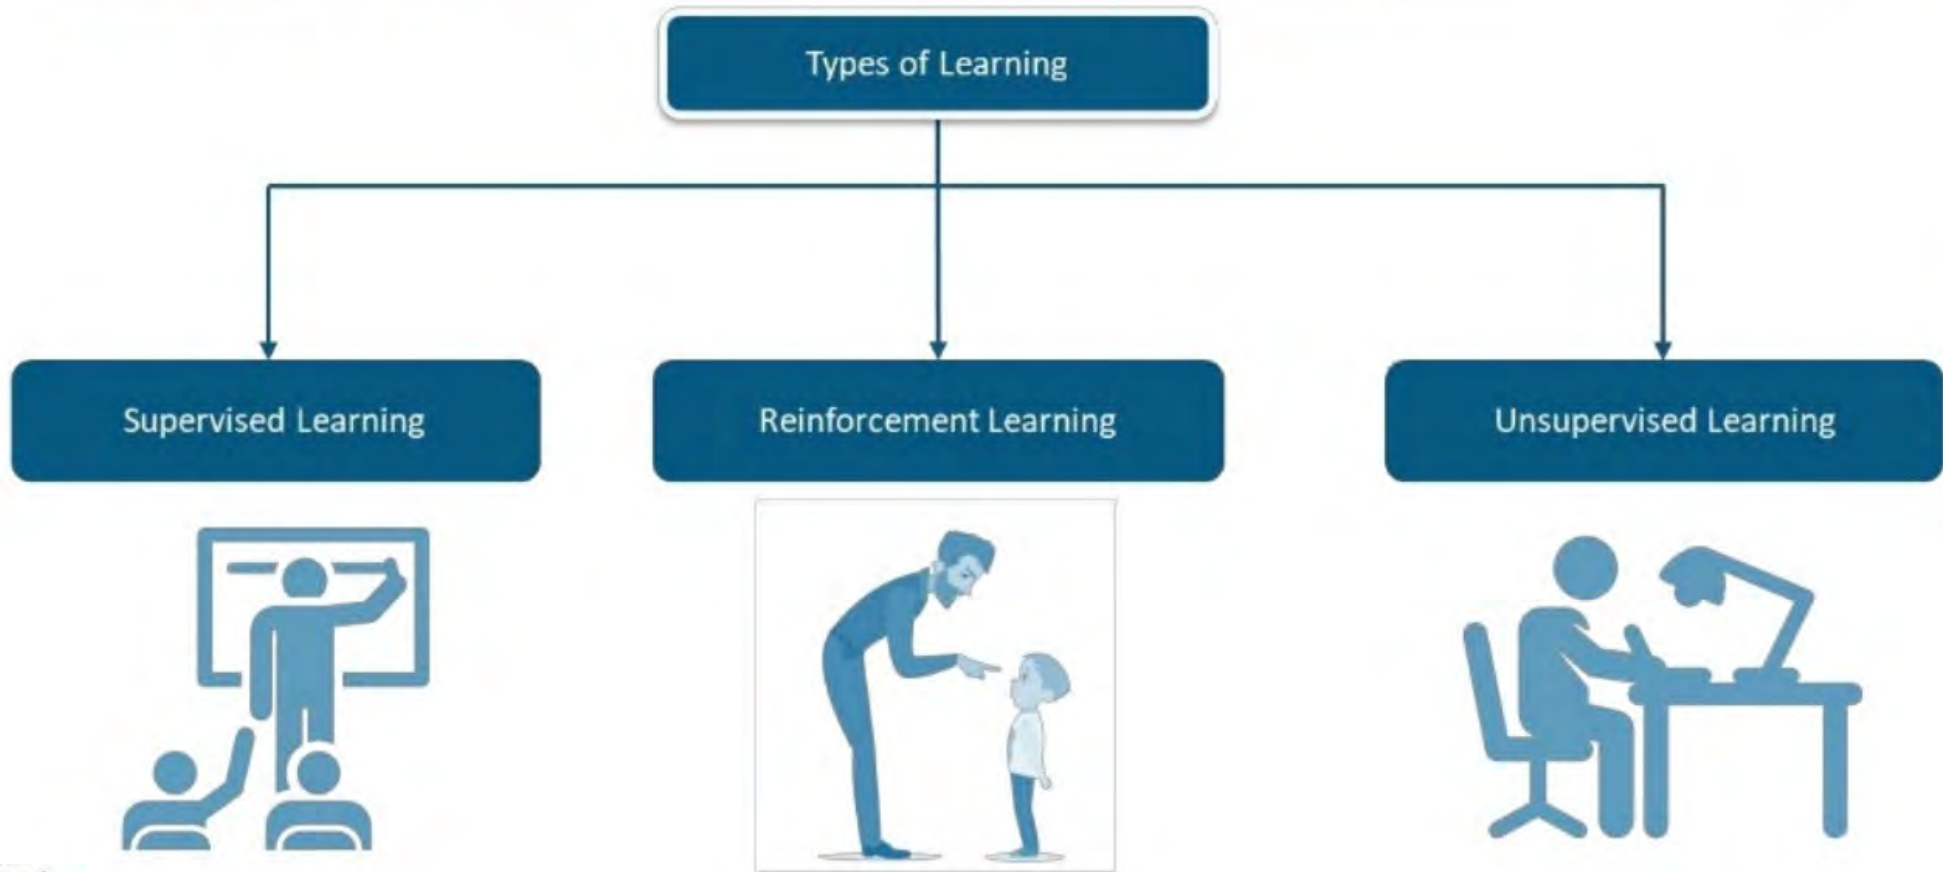 Types of Learning
Supervised Learning
Reinforcement Learning
Unsupervised Learning